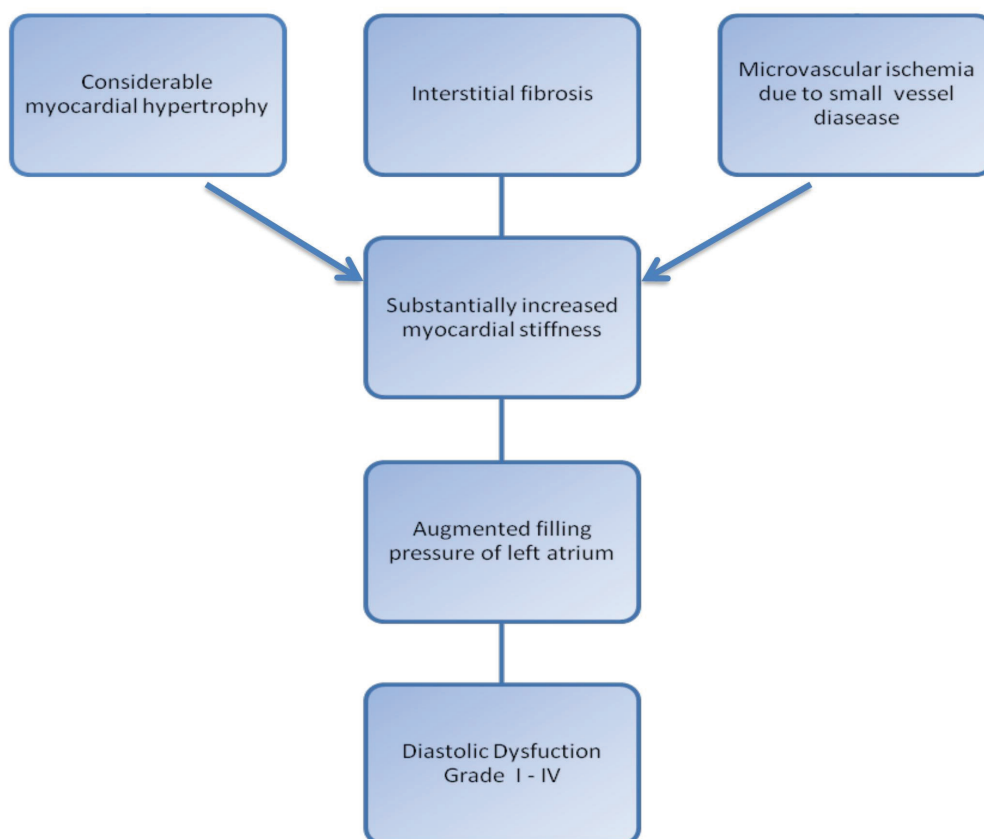 Considerable
myocardial hypertrophy
Interstitial fibrosis
Microvascular ischemia
due to small vessel
diasease
Substantially increased
myocardial stiffness
Augmented filling
pressure of left atrium
Diastolic Dysfuction
Grade I - IV